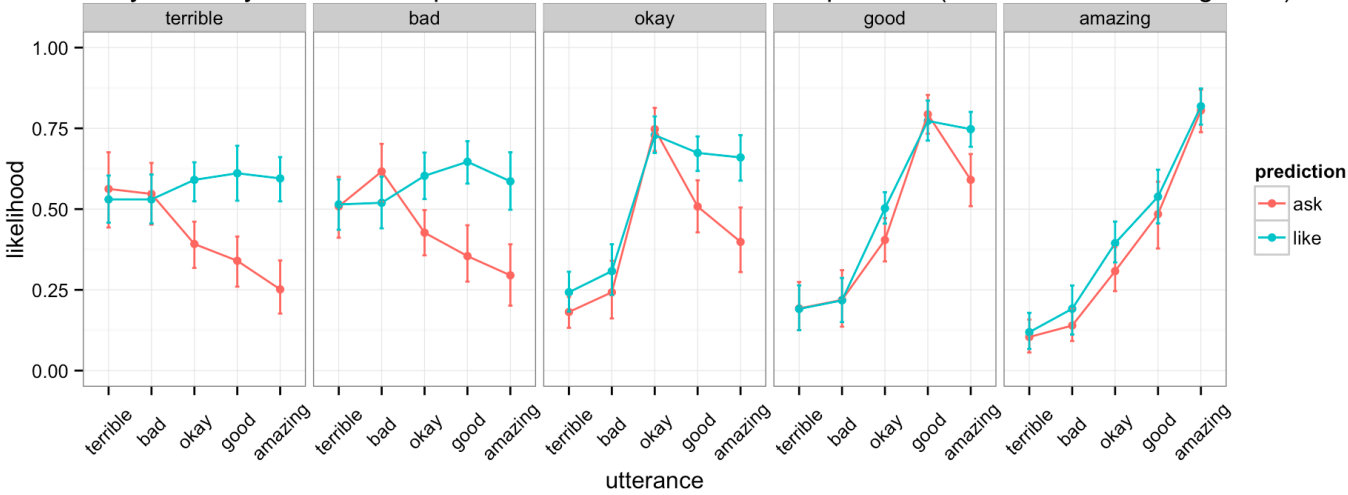 terrible
bad
okay
good
amazing
1.00
0.75
0.50
0.25
0.00
likelihood
terrible
bad
okay
good
amazing
terrible
bad
okay
good
amazing
terrible
bad
okay
good
amazing
terrible
bad
okay
good
amazing
terrible
bad
okay
good
amazing
utterance
prediction
ask
like